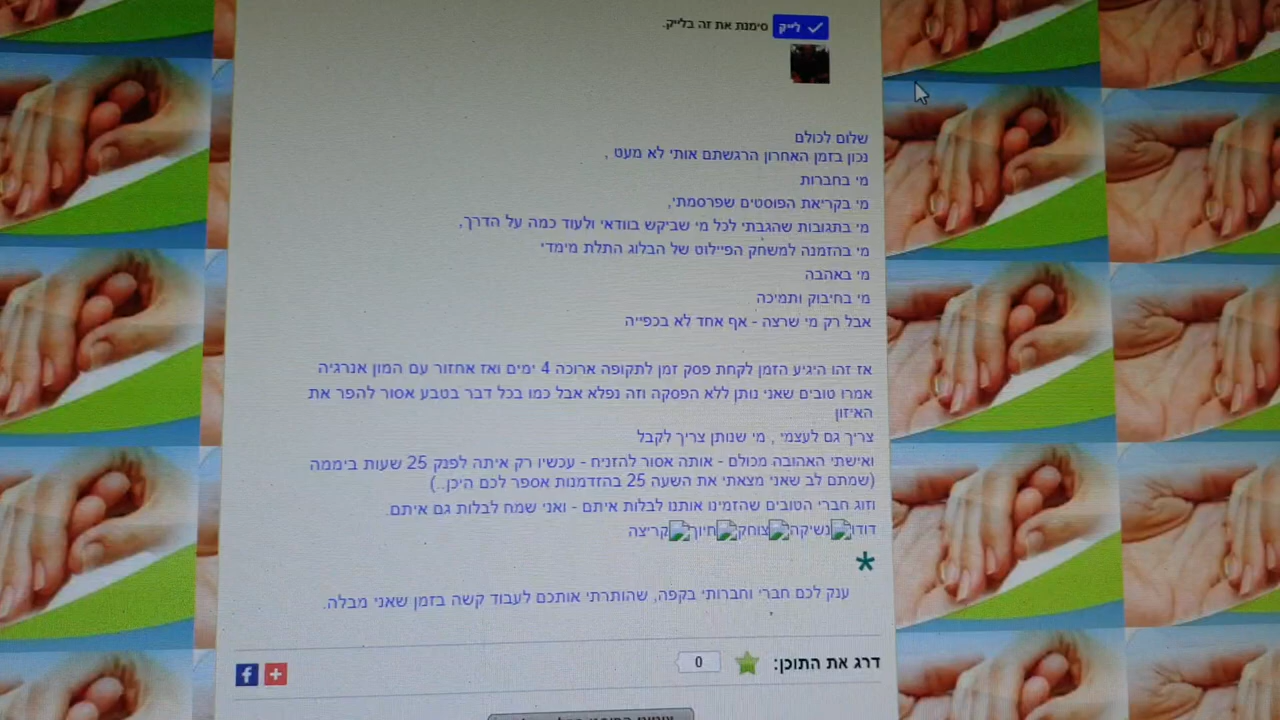 לייק סימנת את זה בלייק.
שלום לכולם
נכון בזמן האחרון הרגשתם אותי לא מעט ,
מי בחברות
מי בקריאת הפוסטים שפרסמתי,
מי בתגובות שהגבתי לכל מי שביקש בוודאי ולעוד כמה על הדרך,
מי בהזמנה למשחק הפיילוט של הבלוג התלת מימדי
מי באהבה
מי בחיבוק ותמיכה
אבל רק מי שרצה - אף אחד לא בכפייה
אז זהו היגיע הזמן לקחת פסק זמן לתקופה ארוכה 4 ימים ואז אחזור עם המון אנרגיה
אמרו טובים שאני נותן ללא הפסקה וזה נפלא אבל כמו בכל דבר בטבע אסור להפר את
האיזון
צריך גם לעצמי , מי שנותן צריך לקבל
ואישתי האהובה מכולם - אותה אסור להזניח - עכשיו רק איתה לפנק 25 שעות ביממה
(שמתם לב שאני מצאתי את השעה 25 בהזדמנות אספר לכם היכן..)
וזוג חברי הטובים שהזמינו אותנו לבלות איתם - ואני שמח לבלות גם איתם.
דודו נשיקה צוחק חיוך קריצה
*
ענק לכם חברי וחברותי בקפה, שהותרתי אותכם לעבוד קשה בזמן שאני מבלה.
דרג את התוכן: 0